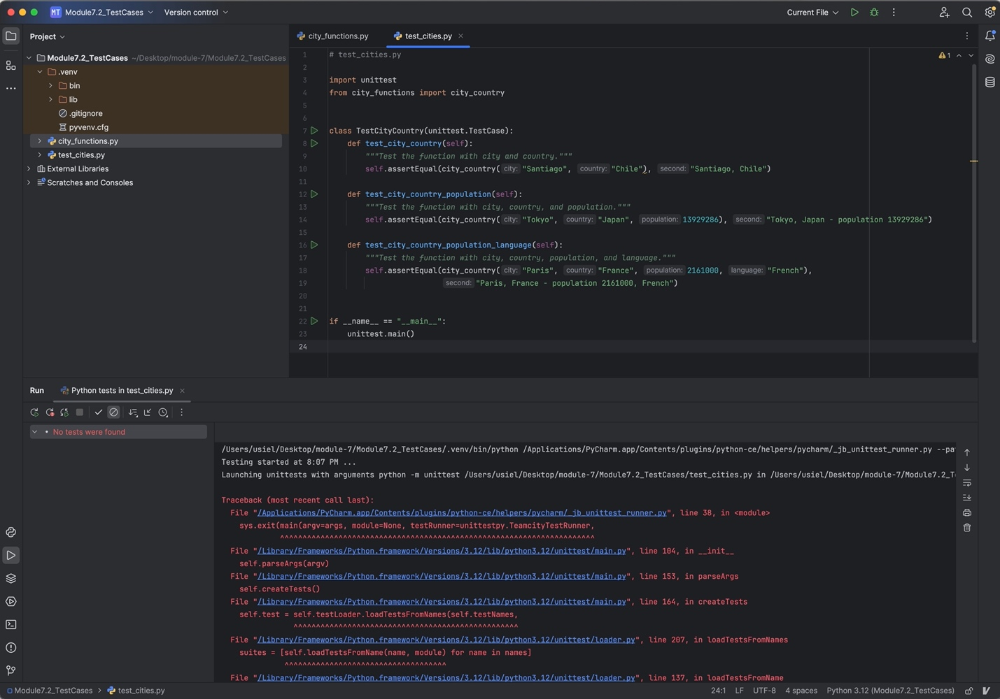 MT Module7.2_TestCases Version control Current File
Project
Module7.2_TestCases ~/Desktop/module-7/Module7.2_TestCases
.venv
bin
lib
.gitignore
pyvenv.cfg
city_functions.py
test_cities.py
External Libraries
Scratches and Consoles
city_functions.py test_cities.py
1 # test_cities.py
1
2
3 import unittest
4 from city_functions import city_country
5
6
7 class TestCityCountry(unittest.TestCase):
8 def test_city_country(self):
9 """Test the function with city and country."""
10 self.assertEqual(city_country( city: "Santiago", country: "Chile"), second: "Santiago, Chile")
11
12 def test_city_country_population(self):
13 """Test the function with city, country, and population."""
14 self.assertEqual(city_country( city: "Tokyo", country: "Japan", population: 13929286), second: "Tokyo, Japan - population 13929286")
15
16 def test_city_country_population_language(self):
17 """Test the function with city, country, population, and language."""
18 self.assertEqual(city_country( city: "Paris", country: "France", population: 2161000, language: "French"),
19 second: "Paris, France - population 2161000, French")
20
21
22 if __name__ == "__main__":
23 unittest.main()
24
Run Python tests in test_cities.py
No tests were found
/Users/usiel/Desktop/module-7/Module7.2_TestCases/.venv/bin/python /Applications/PyCharm.app/Contents/plugins/python-ce/helpers/pycharm/_jb_unittest_runner.py --pa
Testing started at 8:07 PM ...
Launching unittests with arguments python -m unittest /Users/usiel/Desktop/module-7/Module7.2_TestCases/test_cities.py in /Users/usiel/Desktop/module-7/Module7.2_T
Traceback (most recent call last):
File "/Applications/PyCharm.app/Contents/plugins/python-ce/helpers/pycharm/_jb_unittest_runner.py", line 38, in <module>
sys.exit(main(argv=args, module=None, testRunner=unittestpy.TeamcityTestRunner,
^^^^^^^^^^^^^^^^^^^^^^^^^^^^^^^^^^^^^^^^^^^^^^^^^^^^^^^^^^^^^^^^^^^^^^
File "/Library/Frameworks/Python.framework/Versions/3.12/lib/python3.12/unittest/main.py", line 104, in __init__
self.parseArgs(argv)
File "/Library/Frameworks/Python.framework/Versions/3.12/lib/python3.12/unittest/main.py", line 153, in parseArgs
self.createTests()
File "/Library/Frameworks/Python.framework/Versions/3.12/lib/python3.12/unittest/main.py", line 164, in createTests
self.test = self.testLoader.loadTestsFromNames(self.testNames,
^^^^^^^^^^^^^^^^^^^^^^^^^^^^^^^^^^^^^^^^^^^^^^^^^^
File "/Library/Frameworks/Python.framework/Versions/3.12/lib/python3.12/unittest/loader.py", line 207, in loadTestsFromNames
suites = [self.loadTestsFromName(name, module) for name in names]
^^^^^^^^^^^^^^^^^^^^^^^^^^^^^^^^^^^^
File "/Library/Frameworks/Python.framework/Versions/3.12/lib/python3.12/unittest/loader.py", line 137, in loadTestsFromName
Module7.2_TestCases > test_cities.py 24:1 LF UTF-8 4 spaces Python 3.12 (Module7.2_TestCases)